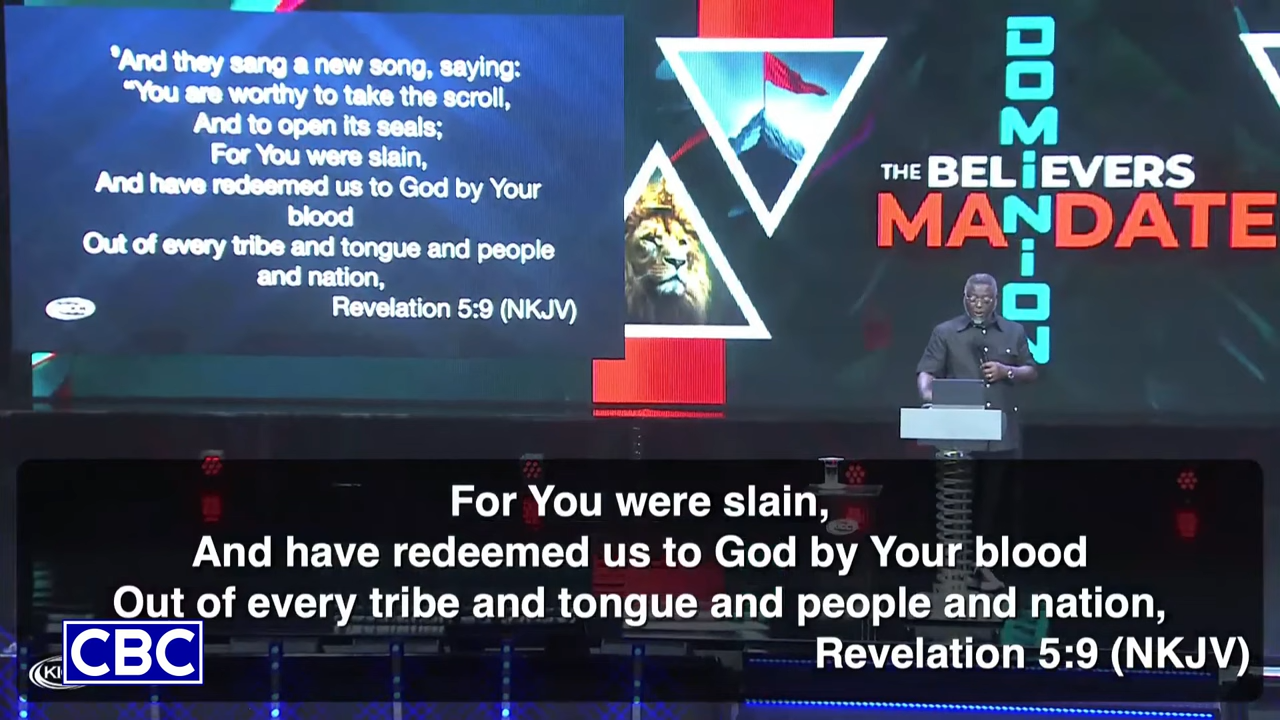 "And they sang a new song, saying:
“You are worthy to take the scroll,
And to open its seals;
For You were slain,
And have redeemed us to God by Your
blood
Out of every tribe and tongue and people
and nation,
Revelation 5:9 (NKJV)
DOMiNiON
THE BELiEVERS
MANDATE
For You were slain,
And have redeemed us to God by Your blood
Out of every tribe and tongue and people and nation,
Revelation 5:9 (NKJV)
CBC